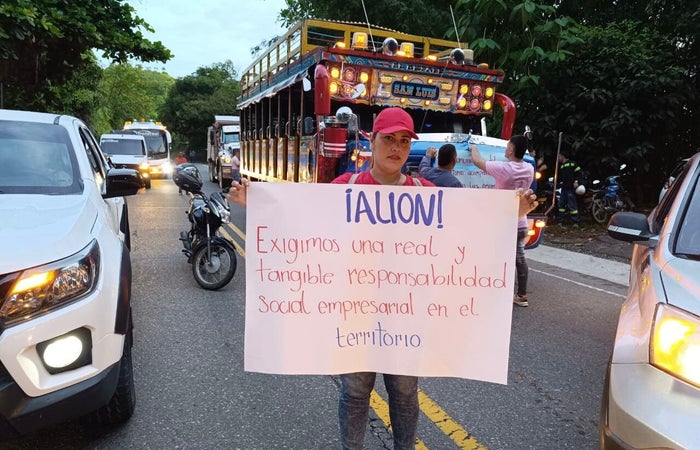 SAN LUIS
¡ALION!
Exigimos una real y
tangible responsabilidad
social empresarial en el
territorio